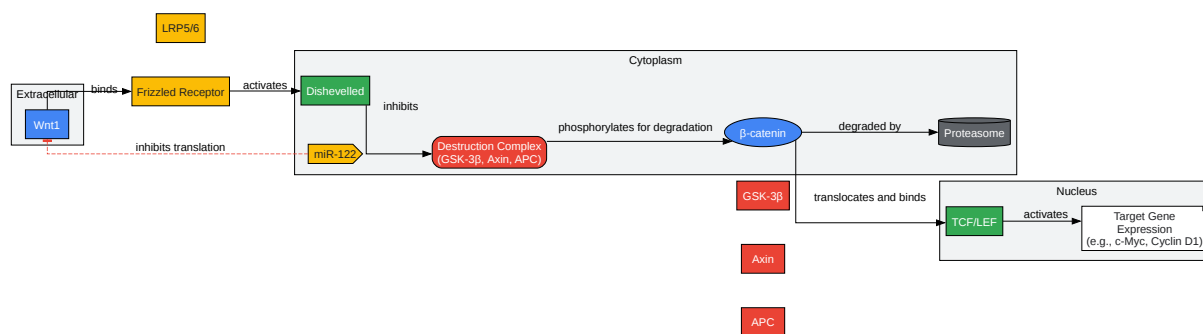 LRP5/6
Cytoplasm
Extracellular
binds
Frizzled Receptor
activates
Dishevelled
inhibits
Wnt1
phosphorylates for degradation
β-catenin
degraded by
Proteasome
inhibits translation
miR-122
Destruction Complex
(GSK-3β, Axin, APC)
GSK-3β
translocates and binds
Nucleus
TCF/LEF
activates
Target Gene
Expression
(e.g., c-Myc, Cyclin D1)
Axin
APC